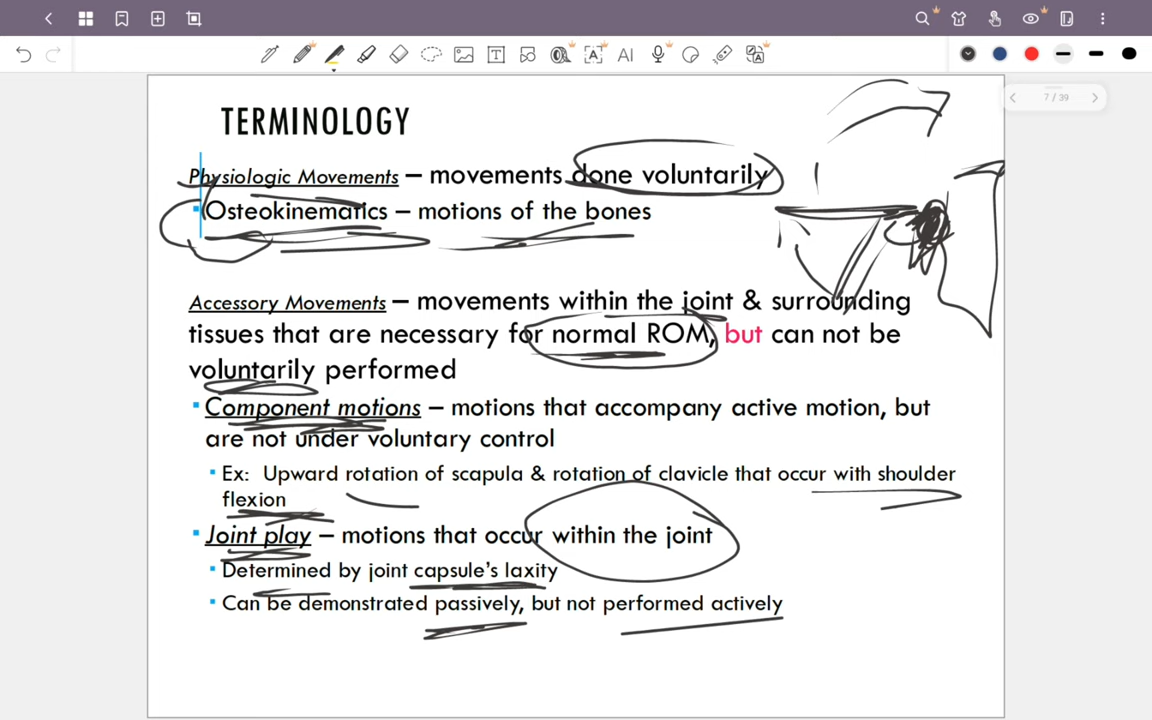 7 / 39
TERMINOLOGY
Physiologic Movements – movements done voluntarily
Osteokinematics – motions of the bones
Accessory Movements – movements within the joint & surrounding
tissues that are necessary for normal ROM, but can not be
voluntarily performed
Component motions – motions that accompany active motion, but
are not under voluntary control
Ex: Upward rotation of scapula & rotation of clavicle that occur with shoulder
flexion
Joint play – motions that occur within the joint
Determined by joint capsule's laxity
Can be demonstrated passively, but not performed actively